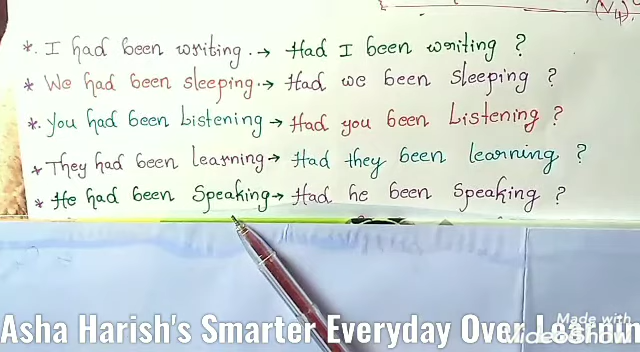 (V4)
*. I had been writing. → Had I been writing ?
* We had been sleeping. → Had we been sleeping ?
*. You had been Listening → Had you been Listening ?
* They had been learning → Had they been learning ?
* He had been Speaking → Had he been Speaking ?
Made with
VideoShow
Asha Harish's Smarter Everyday Over Learnin